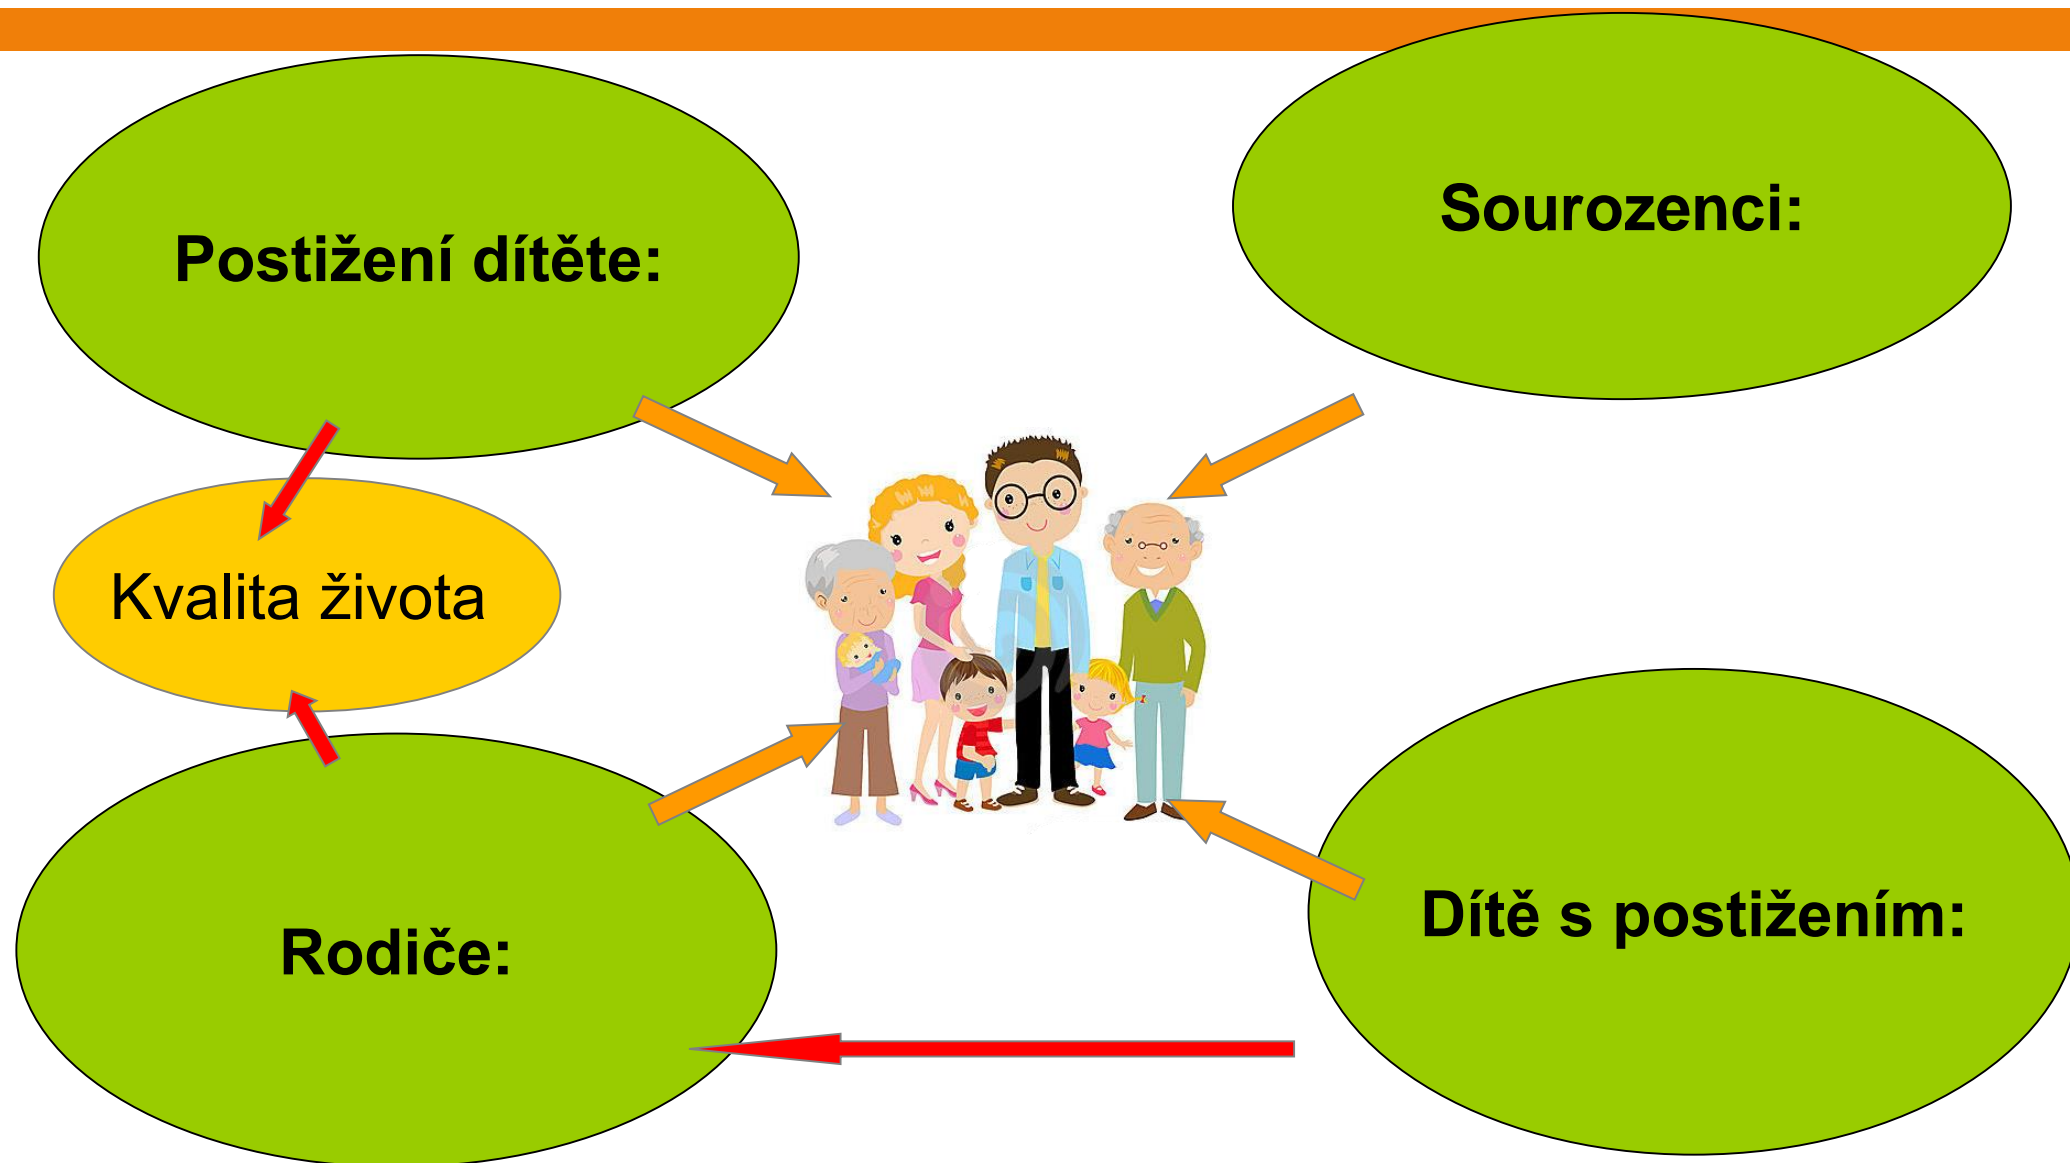 Postižení dítěte:
Sourozenci:
Kvalita života
Rodiče:
Dítě s postižením: